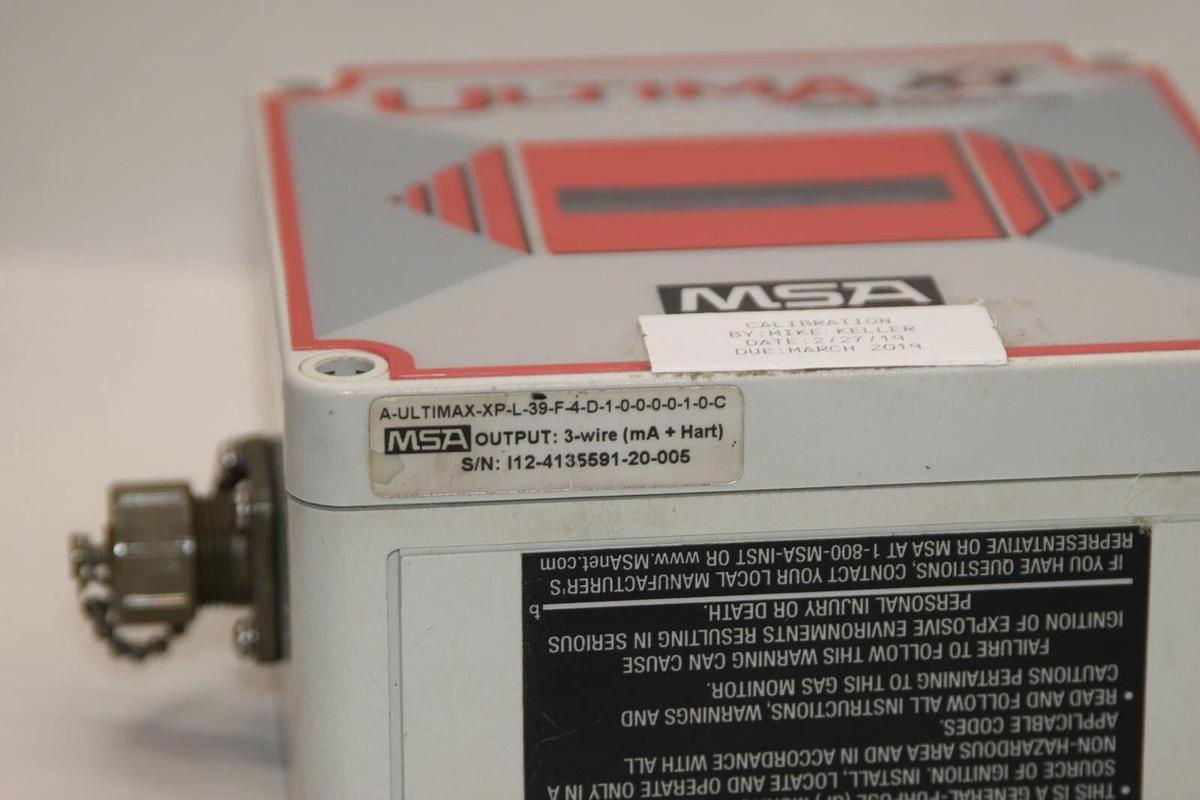 ULTIMA
MSA
CALIBRATION
BY:MIKE KELLER
DATE:2/27/19
DUE:MARCH 2019
A-ULTIMAX-XP-L-39-F-4-D-1-0-0-0-0-1-0-C
MSA OUTPUT: 3-wire (mA + Hart)
S/N: I12-4135591-20-005
• THIS IS A GENERAL-PURPOSE
SOURCE OF IGNITION. INSTALL, LOCATE AND OPERATE ONLY IN A
NON-HAZARDOUS AREA AND IN ACCORDANCE WITH ALL
APPLICABLE CODES.
• READ AND FOLLOW ALL INSTRUCTIONS, WARNINGS AND
CAUTIONS PERTAINING TO THIS GAS MONITOR.
FAILURE TO FOLLOW THIS WARNING CAN CAUSE
IGNITION OF EXPLOSIVE ENVIRONMENTS RESULTING IN SERIOUS
PERSONAL INJURY OR DEATH.
IF YOU HAVE QUESTIONS, CONTACT YOUR LOCAL MANUFACTURER'S
REPRESENTATIVE OR MSA AT 1-800-MSA-INST OR www.MSAnet.com